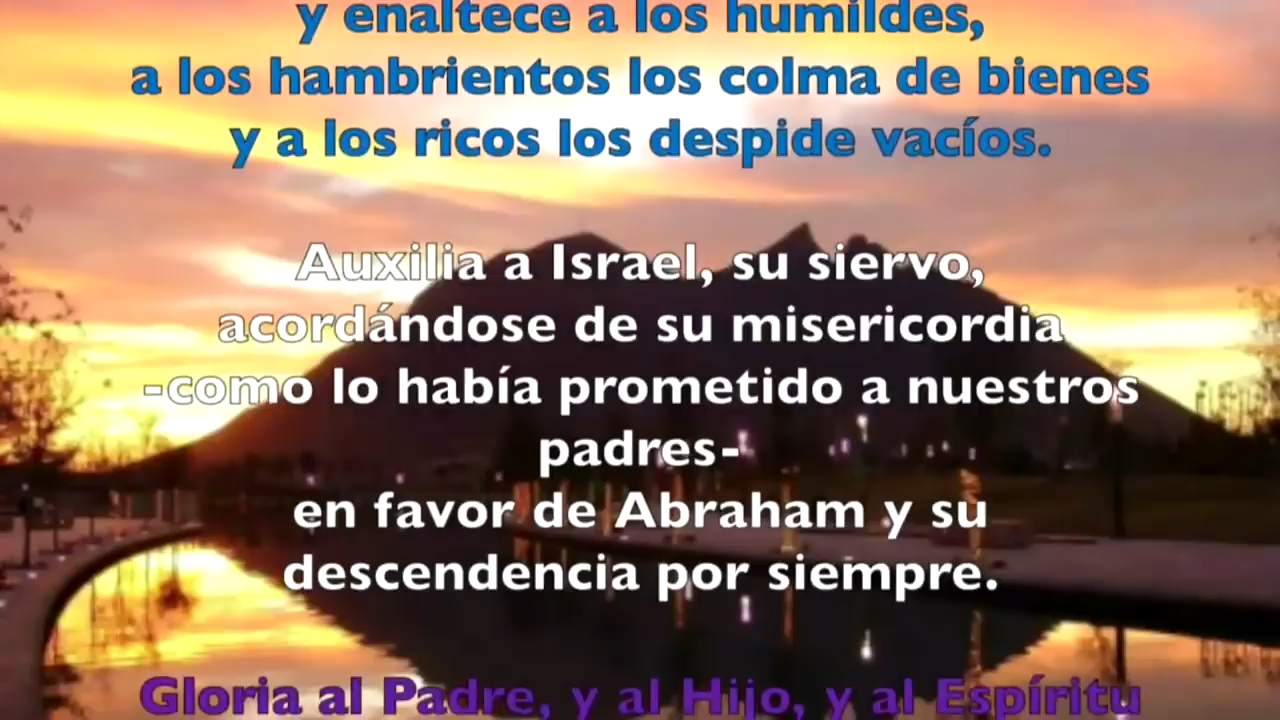 y enaltece a los humildes,
a los hambrientos los colma de bienes
y a los ricos los despide vacíos.
Auxilia a Israel, su siervo,
acordándose de su misericordia
-como lo había prometido a nuestros
padres-
en favor de Abraham y su
descendencia por siempre.
Gloria al Padre, y al Hijo, y al Espíritu